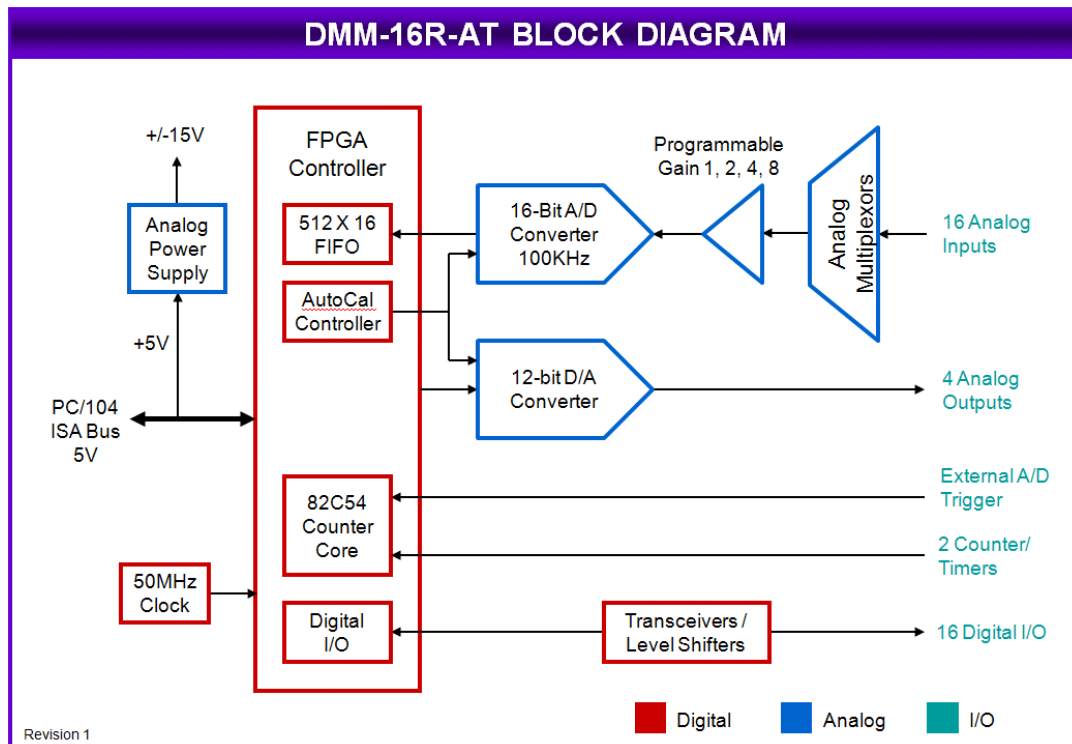 DMM-16R-AT BLOCK DIAGRAM
+/-15V
Analog
Power
Supply
+5V
PC/104
ISA Bus
5V
50MHz
Clock
FPGA
Controller
512 X 16
FIFO
AutoCal
Controller
82C54
Counter
Core
Digital
I/O
16-Bit A/D
Converter
100KHz
12-bit D/A
Converter
Programmable
Gain 1, 2, 4, 8
Analog
Multiplexors
16 Analog
Inputs
4 Analog
Outputs
External A/D
Trigger
2 Counter/
Timers
Transceivers /
Level Shifters
16 Digital I/O
Digital
Analog
I/O
Revision 1